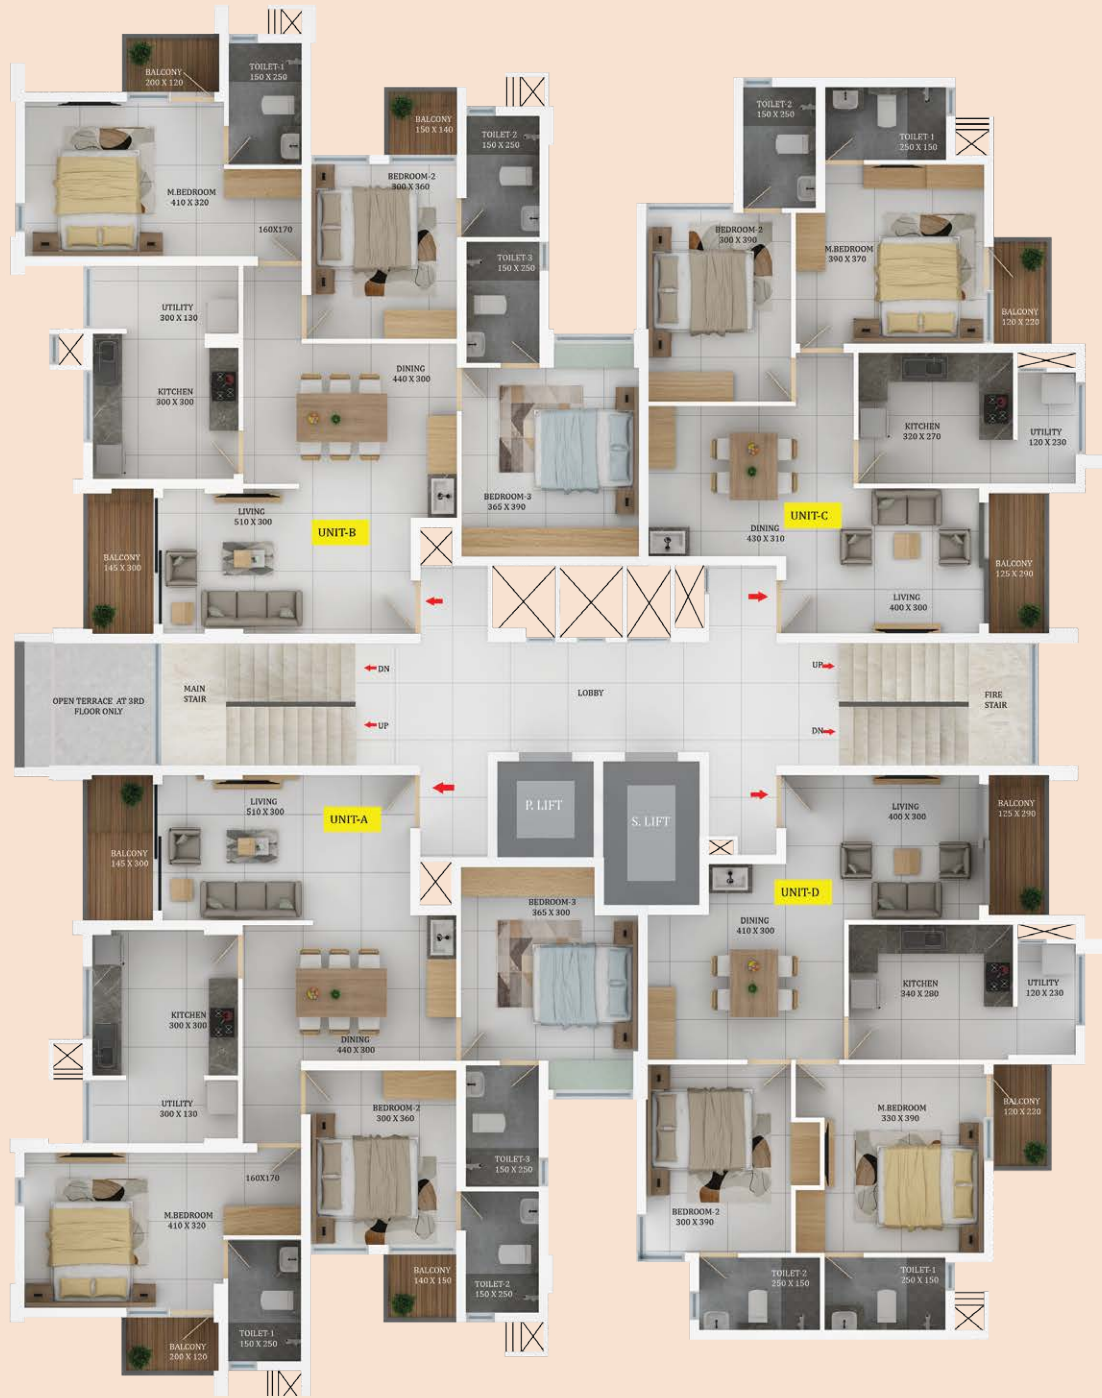 BALCONY
200 X 120
TOILET-1
150 X 250
M.BEDROOM
410 X 320
160X170
BALCONY
150 X 140
BEDROOM-2
300 X 360
TOILET-2
150 X 250
TOILET-3
150 X 250
UTILITY
300 X 130
KITCHEN
300 X 300
DINING
440 X 300
BEDROOM-3
365 X 390
LIVING
510 X 300
UNIT-B
BALCONY
145 X 300
TOILET-2
150 X 250
TOILET-1
250 X 150
BEDROOM-2
300 X 390
M.BEDROOM
390 X 370
BALCONY
120 X 220
KITCHEN
320 X 270
UTILITY
120 X 230
UNIT-C
DINING
430 X 310
BALCONY
125 X 290
LIVING
400 X 300
OPEN TERRACE AT 3RD
FLOOR ONLY
MAIN
STAIR
DN
UP
LOBBY
UP
DN
FIRE
STAIR
P. LIFT
S. LIFT
LIVING
510 X 300
UNIT-A
BALCONY
145 X 300
BEDROOM-3
365 X 300
KITCHEN
300 X 300
DINING
440 X 300
UTILITY
300 X 130
BEDROOM-2
300 X 360
TOILET-3
150 X 250
160X170
M.BEDROOM
410 X 320
BALCONY
140 X 150
TOILET-2
150 X 250
TOILET-1
150 X 250
BALCONY
200 X 120
LIVING
400 X 300
BALCONY
125 X 290
UNIT-D
DINING
410 X 300
KITCHEN
340 X 280
UTILITY
120 X 230
BALCONY
120 X 220
M.BEDROOM
330 X 390
BEDROOM-2
300 X 390
TOILET-2
250 X 150
TOILET-1
250 X 150